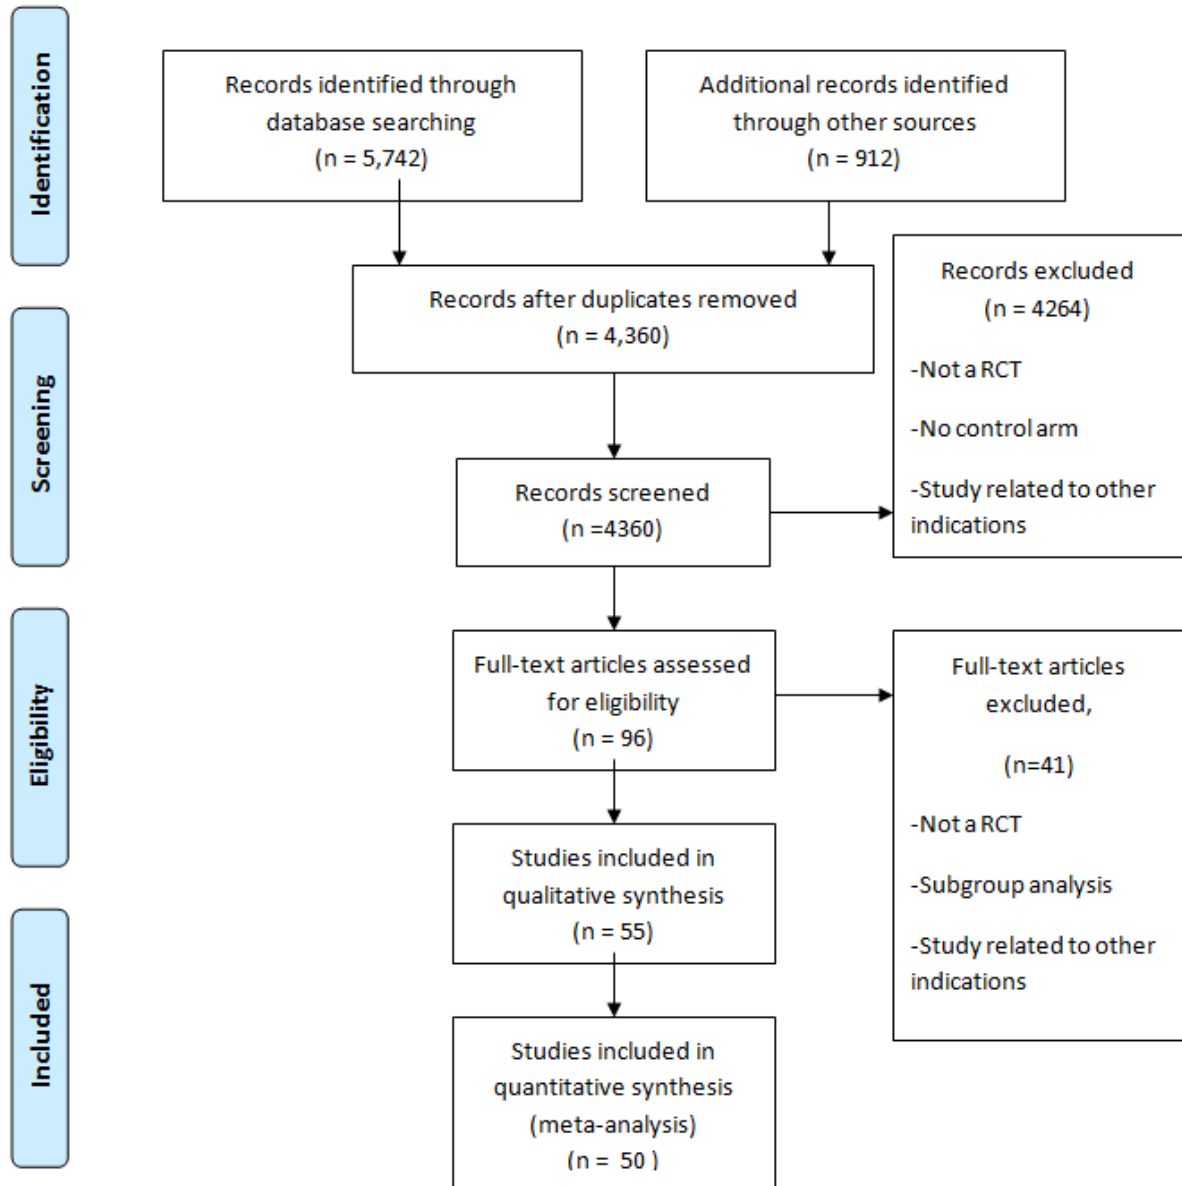 Identification
Records identified through
database searching
(n = 5,742)
Additional records identified
through other sources
(n = 912)
Records after duplicates removed
(n = 4,360)
Records excluded
(n = 4264)
-Not a RCT
-No control arm
-Study related to other
indications
Screening
Records screened
(n =4360)
Eligibility
Full-text articles assessed
for eligibility
(n = 96)
Full-text articles
excluded,
(n=41)
-Not a RCT
-Subgroup analysis
-Study related to other
indications
Studies included in
qualitative synthesis
(n = 55)
Included
Studies included in
quantitative synthesis
(meta-analysis)
(n = 50 )